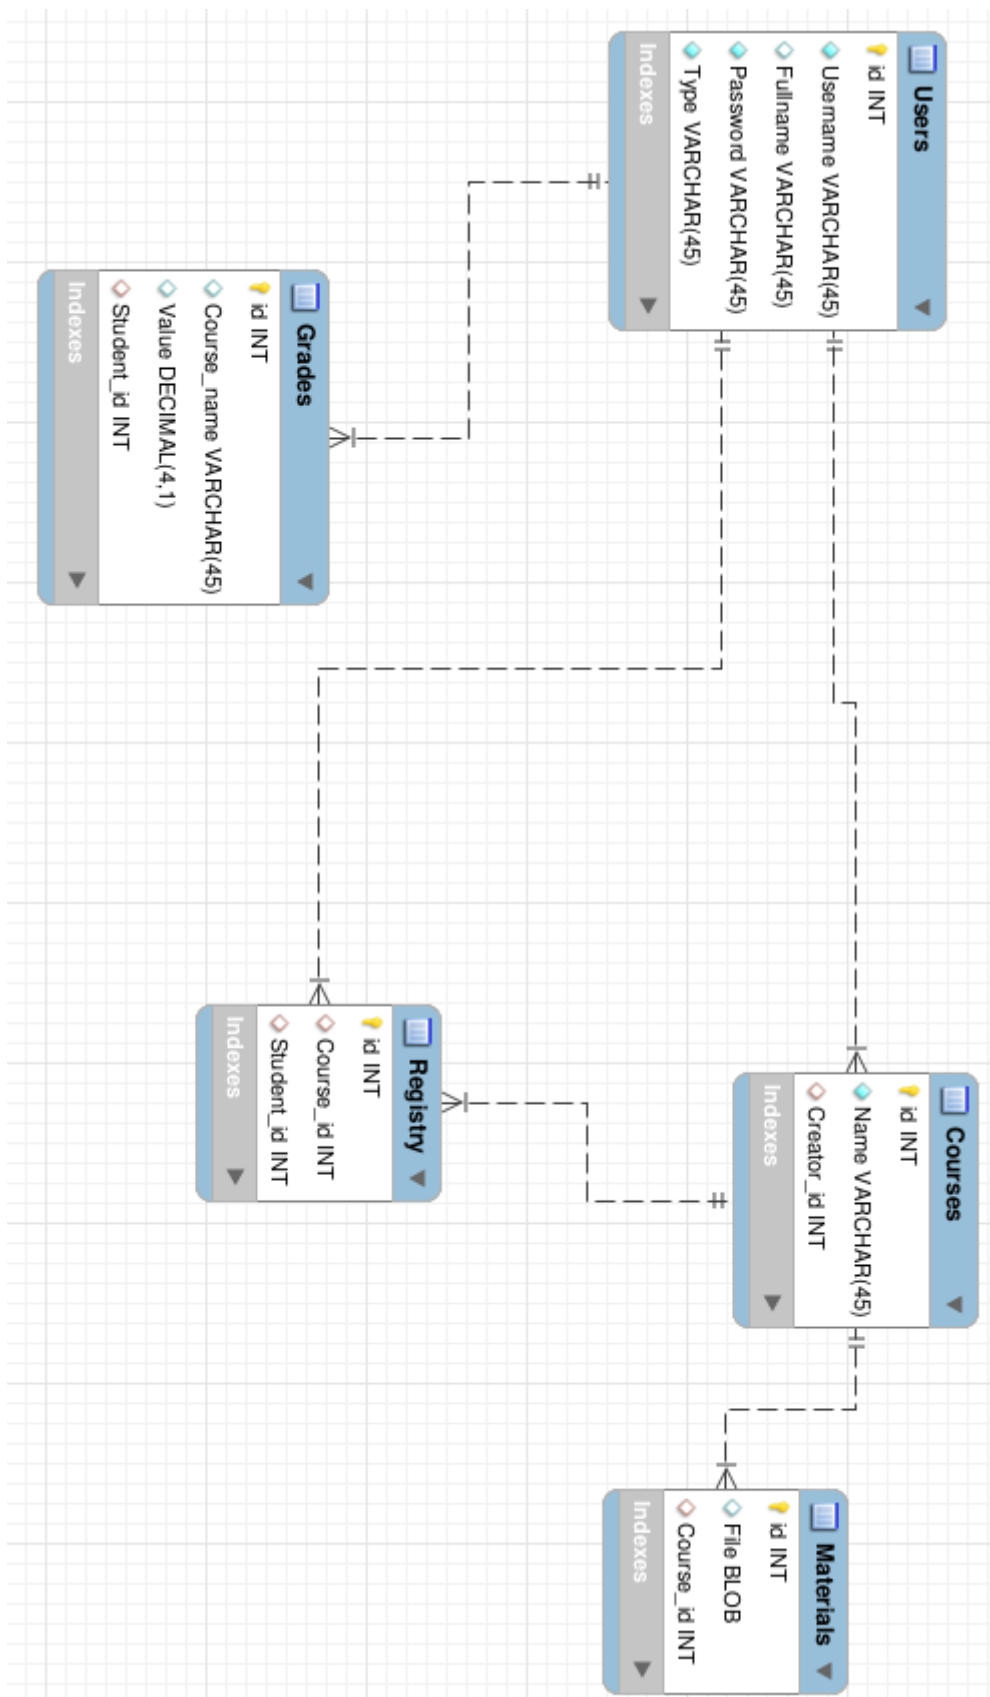 Users
id INT
Username VARCHAR(45)
Fullname VARCHAR(45)
Password VARCHAR(45)
Type VARCHAR(45)
Indexes
Courses
id INT
Name VARCHAR(45)
Creator_id INT
Indexes
Materials
id INT
File BLOB
Course_id INT
Indexes
Registry
id INT
Course_id INT
Student_id INT
Indexes
Grades
id INT
Course_name VARCHAR(45)
Value DECIMAL(4,1)
Student_id INT
Indexes